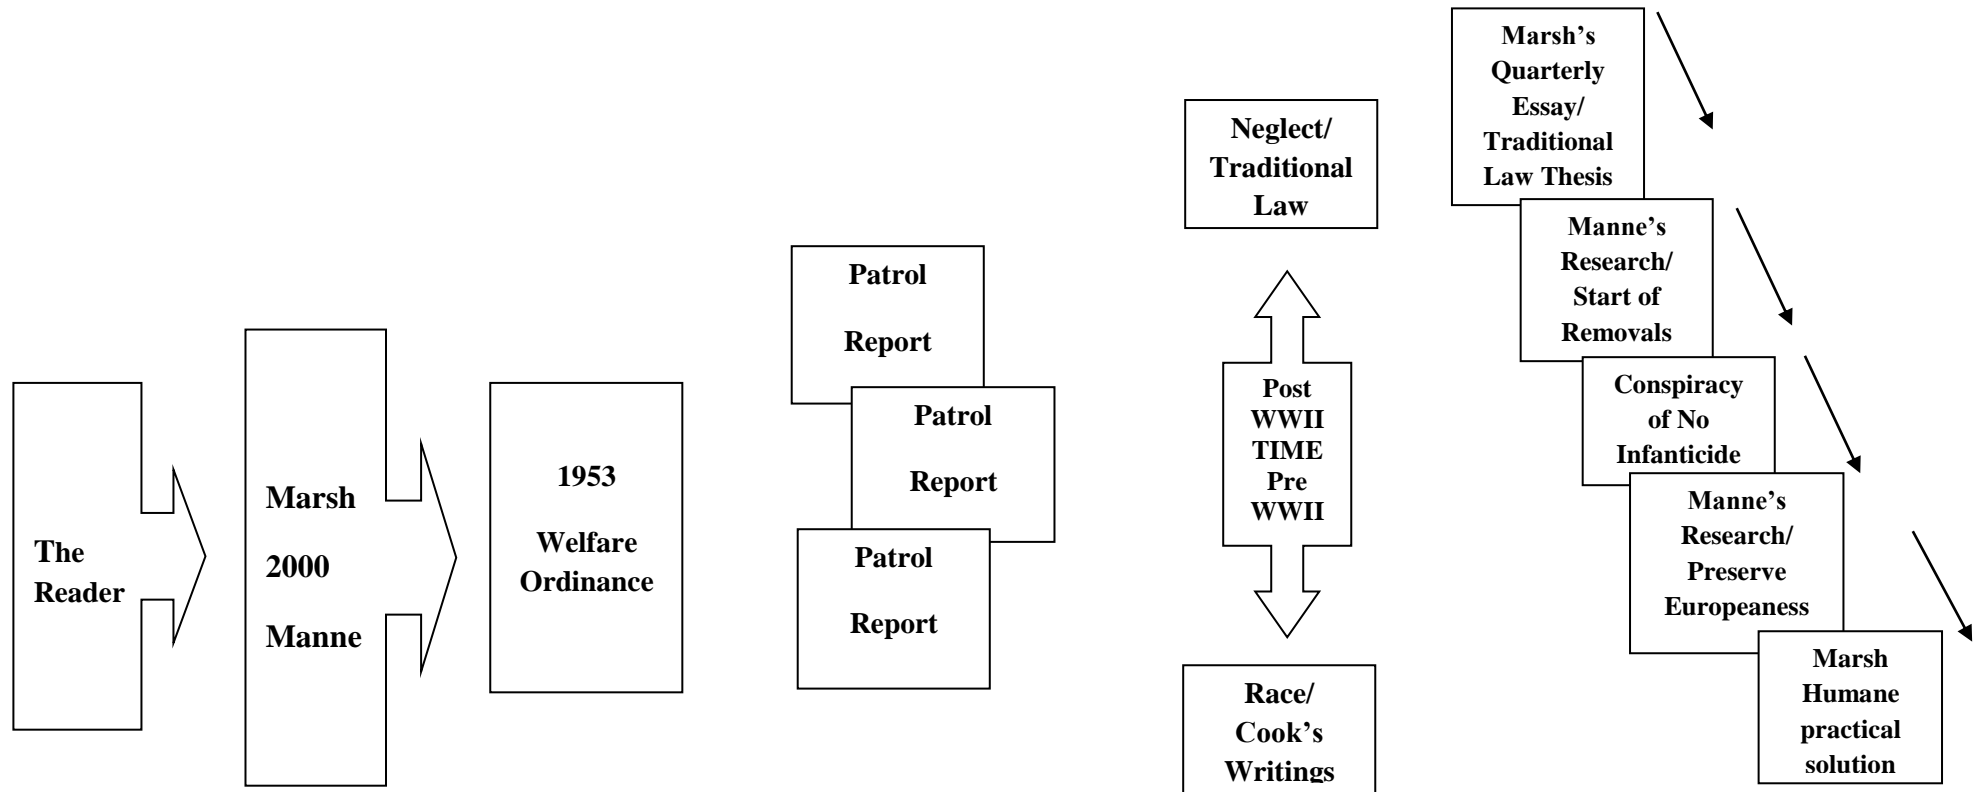 The
Reader
Marsh
2000
Manne
1953
Welfare
Ordinance
Patrol
Report
Patrol
Report
Patrol
Report
Neglect/
Traditional
Law
Post
WWII
TIME
Pre
WWII
Race/
Cook’s
Writings
Marsh’s
Quarterly
Essay/
Traditional
Law Thesis
Manne’s
Research/
Start of
Removals
Conspiracy
of No
Infanticide
Manne’s
Research/
Preserve
Europeaness
Marsh
Humane
practical
solution